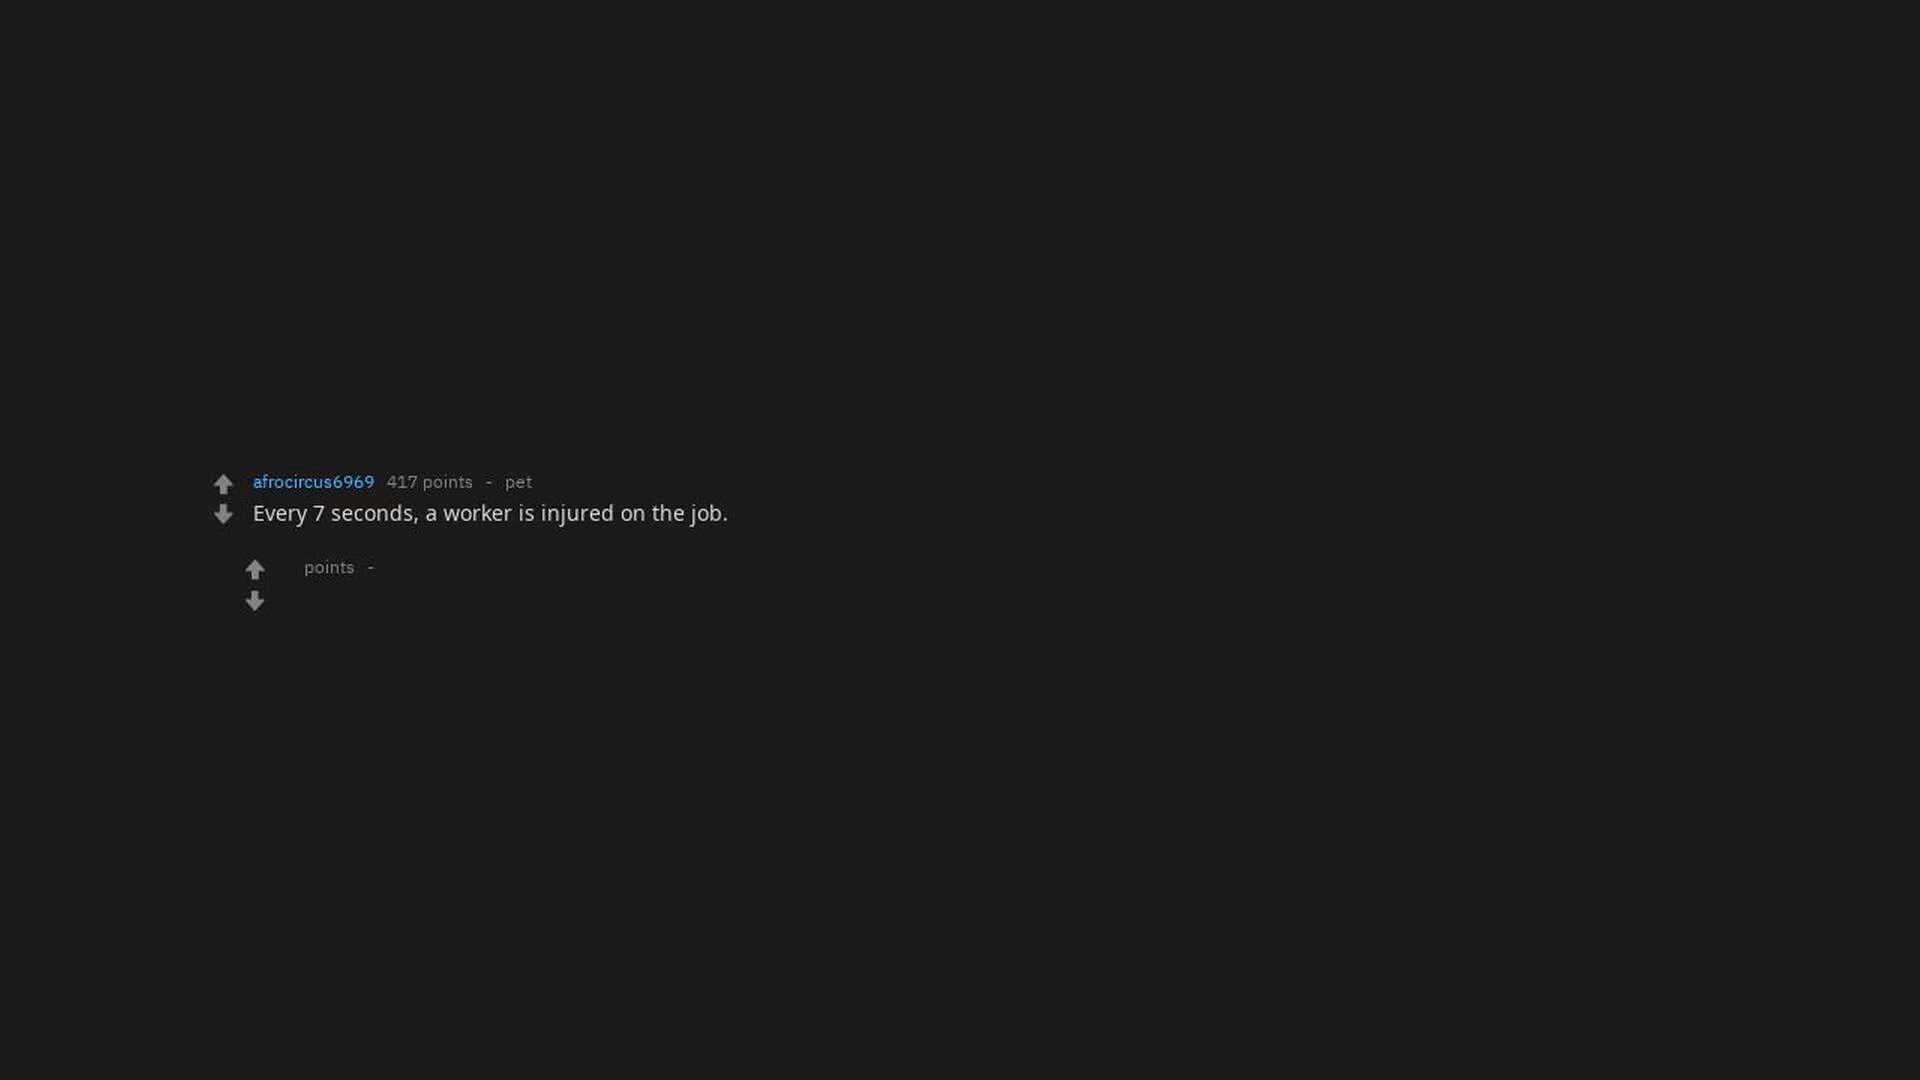 afrocircus6969 417 points - pet
Every 7 seconds, a worker is injured on the job.
points -